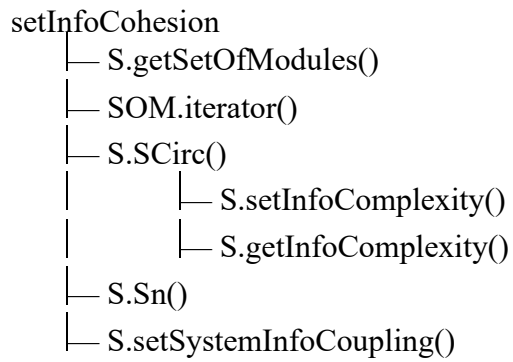 setInfoCohesion
S.getSetOfModules()
SOM.iterator()
S.SCirc()
S.setInfoComplexity()
S.getInfoComplexity()
S.Sn()
S.setSystemInfoCoupling()